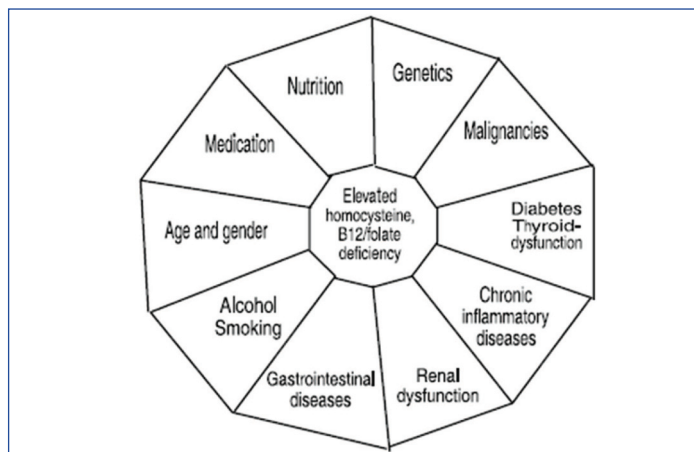 Genetics
Malignancies
Diabetes
Thyroid-
dysfunction
Chronic
inflammatory
diseases
Renal
dysfunction
Gastrointestinal
diseases
Alcohol
Smoking
Age and gender
Medication
Nutrition
Elevated
homocysteine,
B12/folate
deficiency